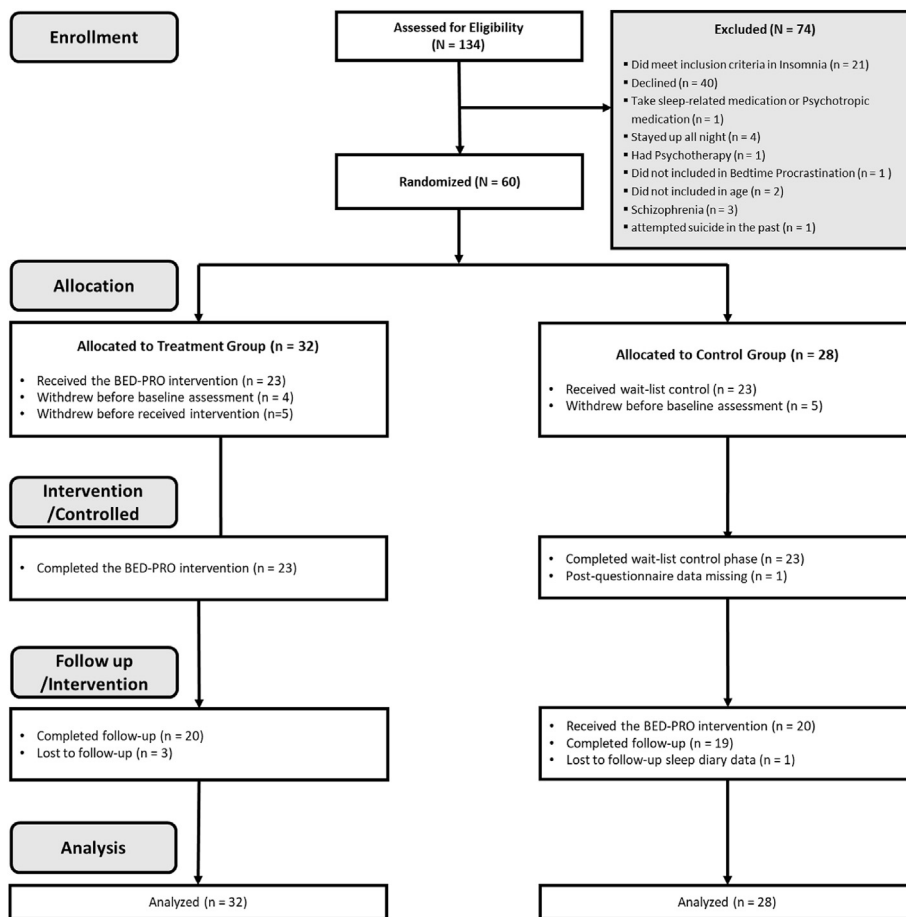 Enrollment
Assessed for Eligibility
(N = 134)
Excluded (N = 74)
▪ Did meet inclusion criteria in Insomnia (n = 21)
▪ Declined (n = 40)
▪ Take sleep-related medication or Psychotropic
medication (n = 1)
▪ Stayed up all night (n = 4)
▪ Had Psychotherapy (n = 1)
▪ Did not included in Bedtime Procrastination (n = 1 )
▪ Did not included in age (n = 2)
▪ Schizophrenia (n = 3)
▪ attempted suicide in the past (n = 1)
Randomized (N = 60)
Allocation
Allocated to Treatment Group (n = 32)
• Received the BED-PRO intervention (n = 23)
• Withdrew before baseline assessment (n = 4)
• Withdrew before received intervention (n=5)
Allocated to Control Group (n = 28)
• Received wait-list control (n = 23)
• Withdrew before baseline assessment (n = 5)
Intervention
/Controlled
• Completed the BED-PRO intervention (n = 23)
• Completed wait-list control phase (n = 23)
• Post-questionnaire data missing (n = 1)
Follow up
/Intervention
• Completed follow-up (n = 20)
• Lost to follow-up (n = 3)
• Received the BED-PRO intervention (n = 20)
• Completed follow-up (n = 19)
• Lost to follow-up sleep diary data (n = 1)
Analysis
Analyzed (n = 32)
Analyzed (n = 28)